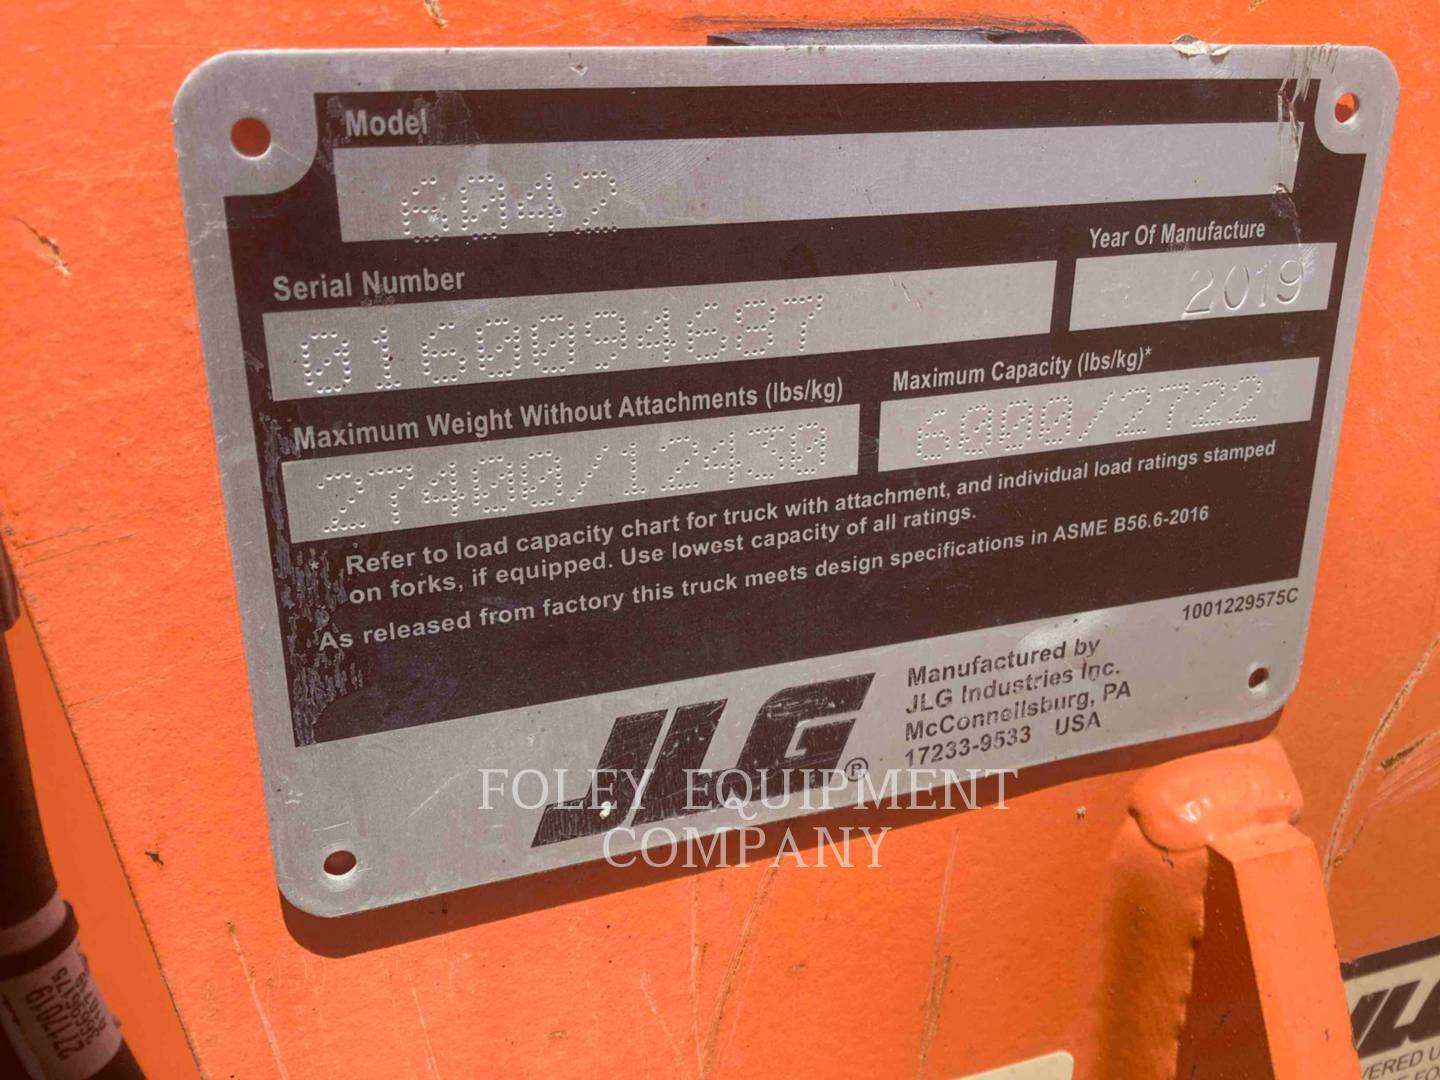 Model
6042
Serial Number
0160094687
Year Of Manufacture
2019
Maximum Weight Without Attachments (lbs/kg)
27400/12430
Maximum Capacity (lbs/kg)*
6000/2722
* Refer to load capacity chart for truck with attachment, and individual load ratings stamped
on forks, if equipped. Use lowest capacity of all ratings.
As released from factory this truck meets design specifications in ASME B56.6-2016
1001229575C
JLG®
Manufactured by
JLG Industries Inc.
McConnellsburg, PA
17233-9533 USA
FOLEY EQUIPMENT
COMPANY